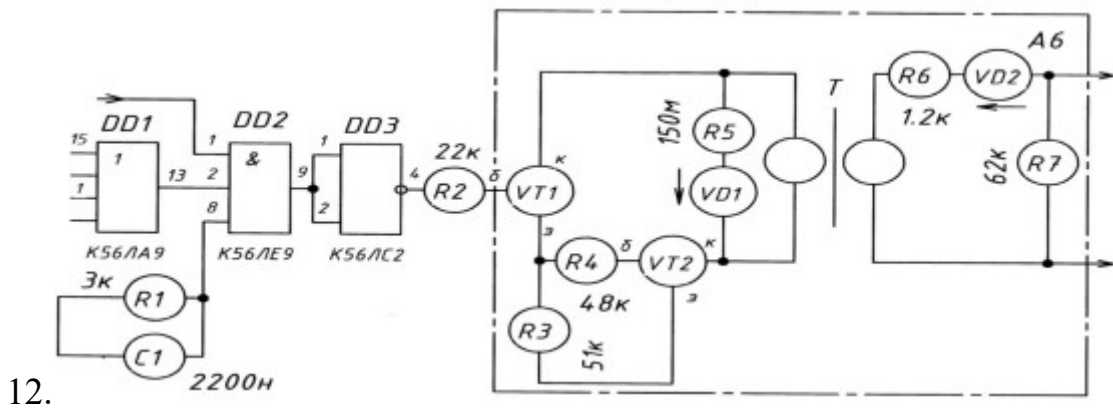 А6
DD1
DD2
DD3
T
R6
VD2
1.2к
150м
R5
VD1
62к
R7
15
1
1
13
1
2
8
&
9
1
2
4
22к
R2
б
VT1
к
э
К56ЛА9
К56ЛЕ9
К56ЛС2
R4
б
VT2
к
э
48к
R3
51к
3к
R1
C1
2200н
12.